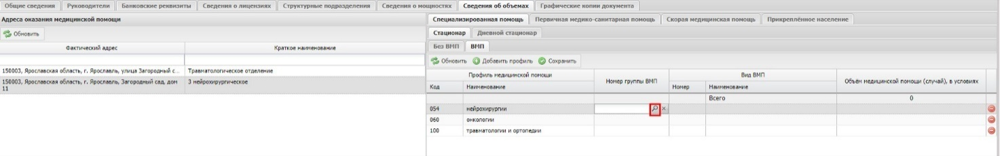 Общие сведения Руководители Банковские реквизиты Сведения о лицензиях Структурные подразделения Сведения о мощностях Сведения об объемах Графические копии документа
Адреса оказания медицинской помощи
Обновить
Фактический адрес Краткое наименование
150003, Ярославская область, г. Ярославль, улица Загородный с... Травматологическое отделение
150003, Ярославская область, г. Ярославль, Загородный сад, дом 3 нейрохирургическое
11
Специализированная помощь Первичная медико-санитарная помощь Скорая медицинская помощь Прикреплённое население
Стационар Дневной стационар
Без ВМП ВМП
Обновить Добавить профиль Сохранить
Профиль медицинской помощи Номер группы ВМП Вид ВМП Объём медицинской помощи (случай), в условиях
Код Наименование Номер Наименование
Всего 0
054 нейрохирургии
060 онкологии
100 травматологии и ортопедии